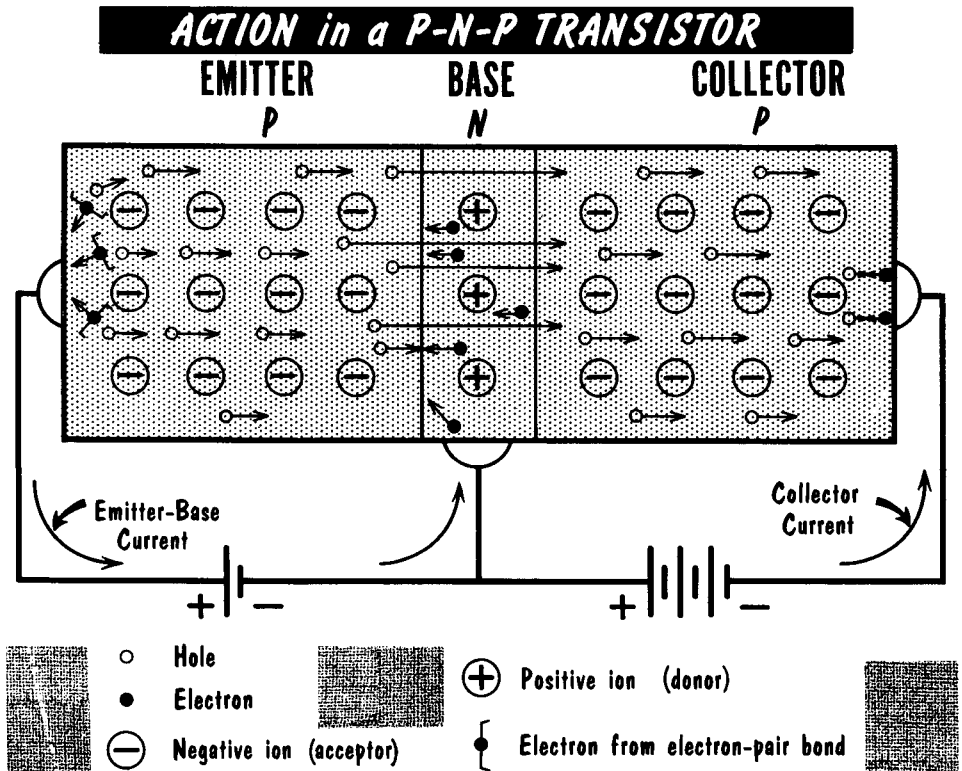 ACTION in a P-N-P TRANSISTOR
EMITTER BASE COLLECTOR
P N P
Emitter-Base
Current
Collector
Current
+ − + −
Hole
Electron
Negative ion (acceptor)
Positive ion (donor)
Electron from electron-pair bond